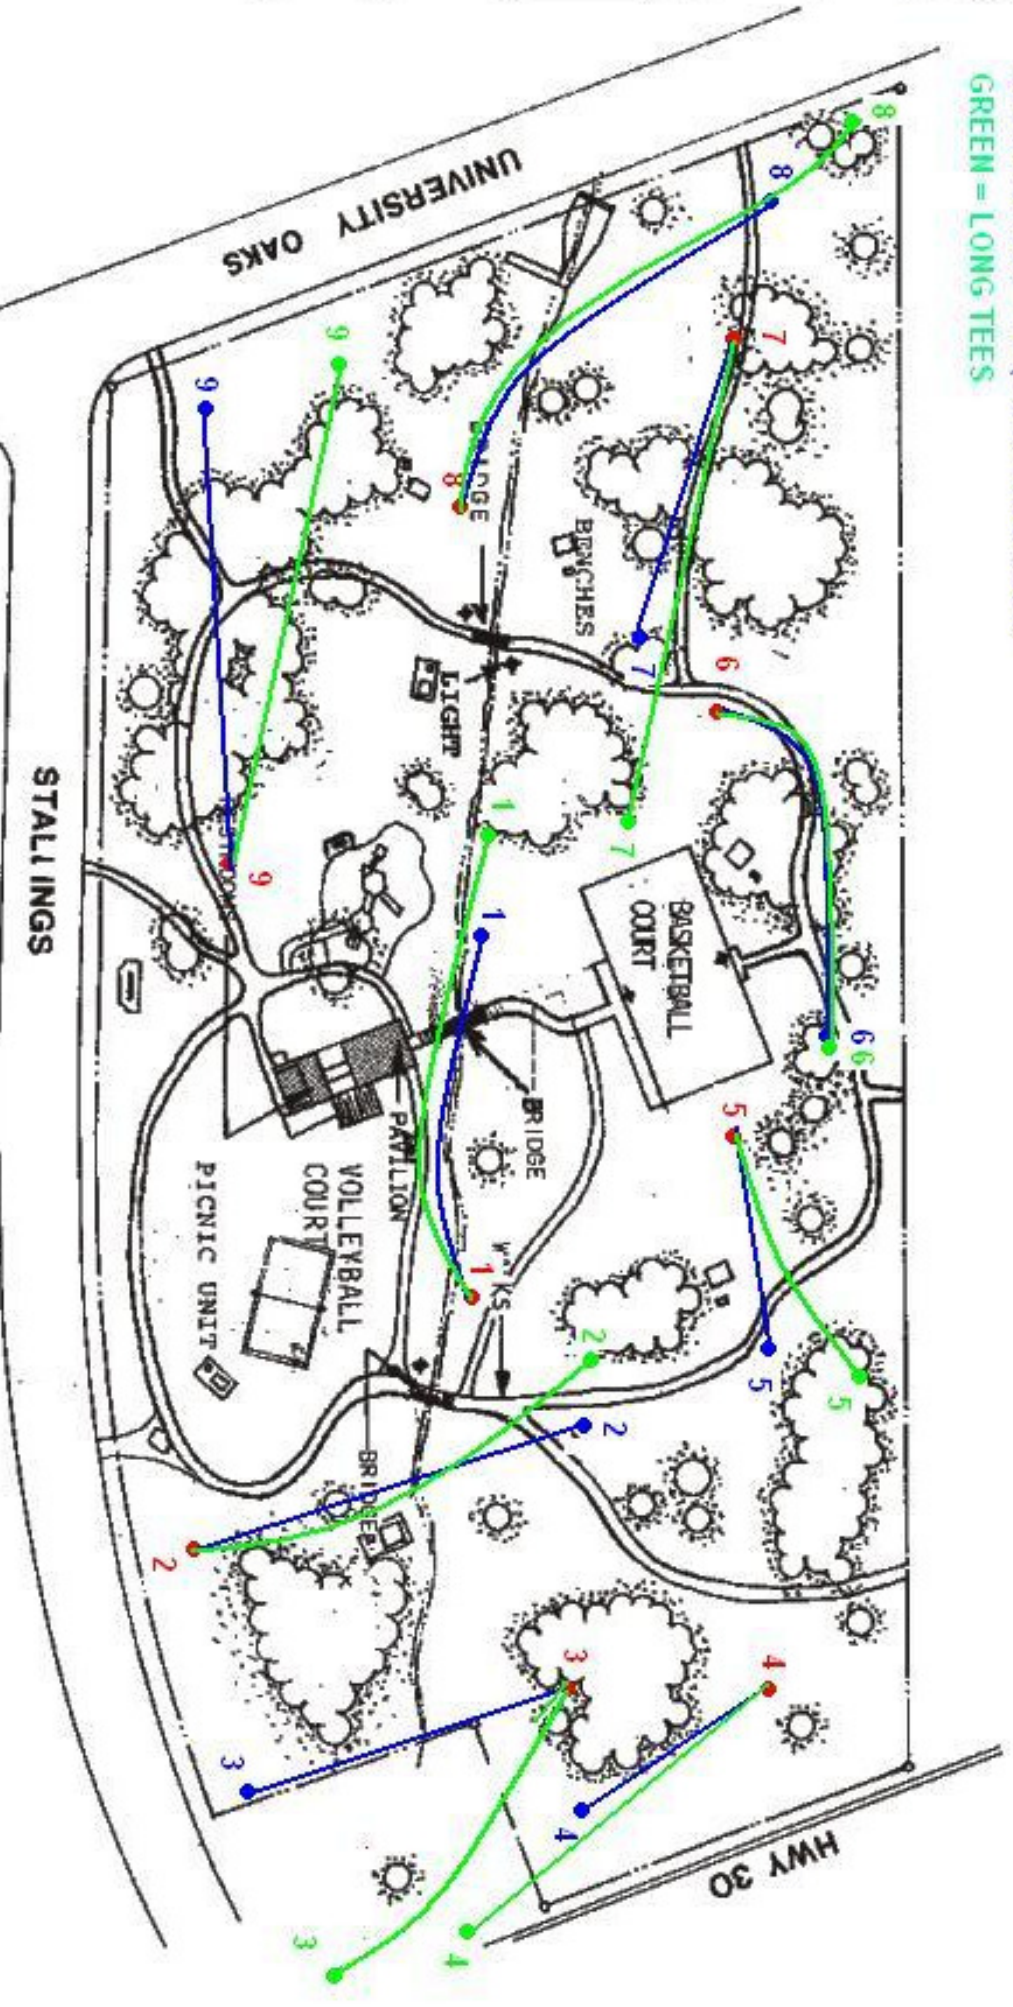 GREEN = LONG TEES
UNIVERSITY OAKS
HWY 30
STALLINGS
8
8
8
7
7
7
6
6
6
9
9
9
BENCHES
LIGHT
1
1
1
BASKETBALL
COURT
BRIDGE
PAVILION
VOLLEYBALL
COURT
PICNIC UNIT
5
5
5
2
2
2
BRIDGE
3
3
3
4
4
4